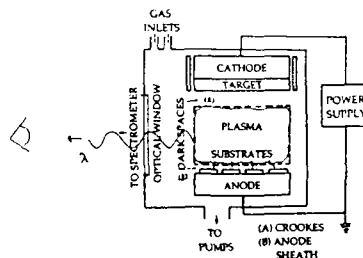 GAS
INLETS
CATHODE
TARGET
(A)
POWER
SUPPLY
PLASMA
SUBSTRATES
DARK SPACES
(B)
OPTICAL WINDOW
TO SPECTROMETER
λ
ANODE
TO
PUMPS
(A) CROOKES
(B) ANODE
SHEATH